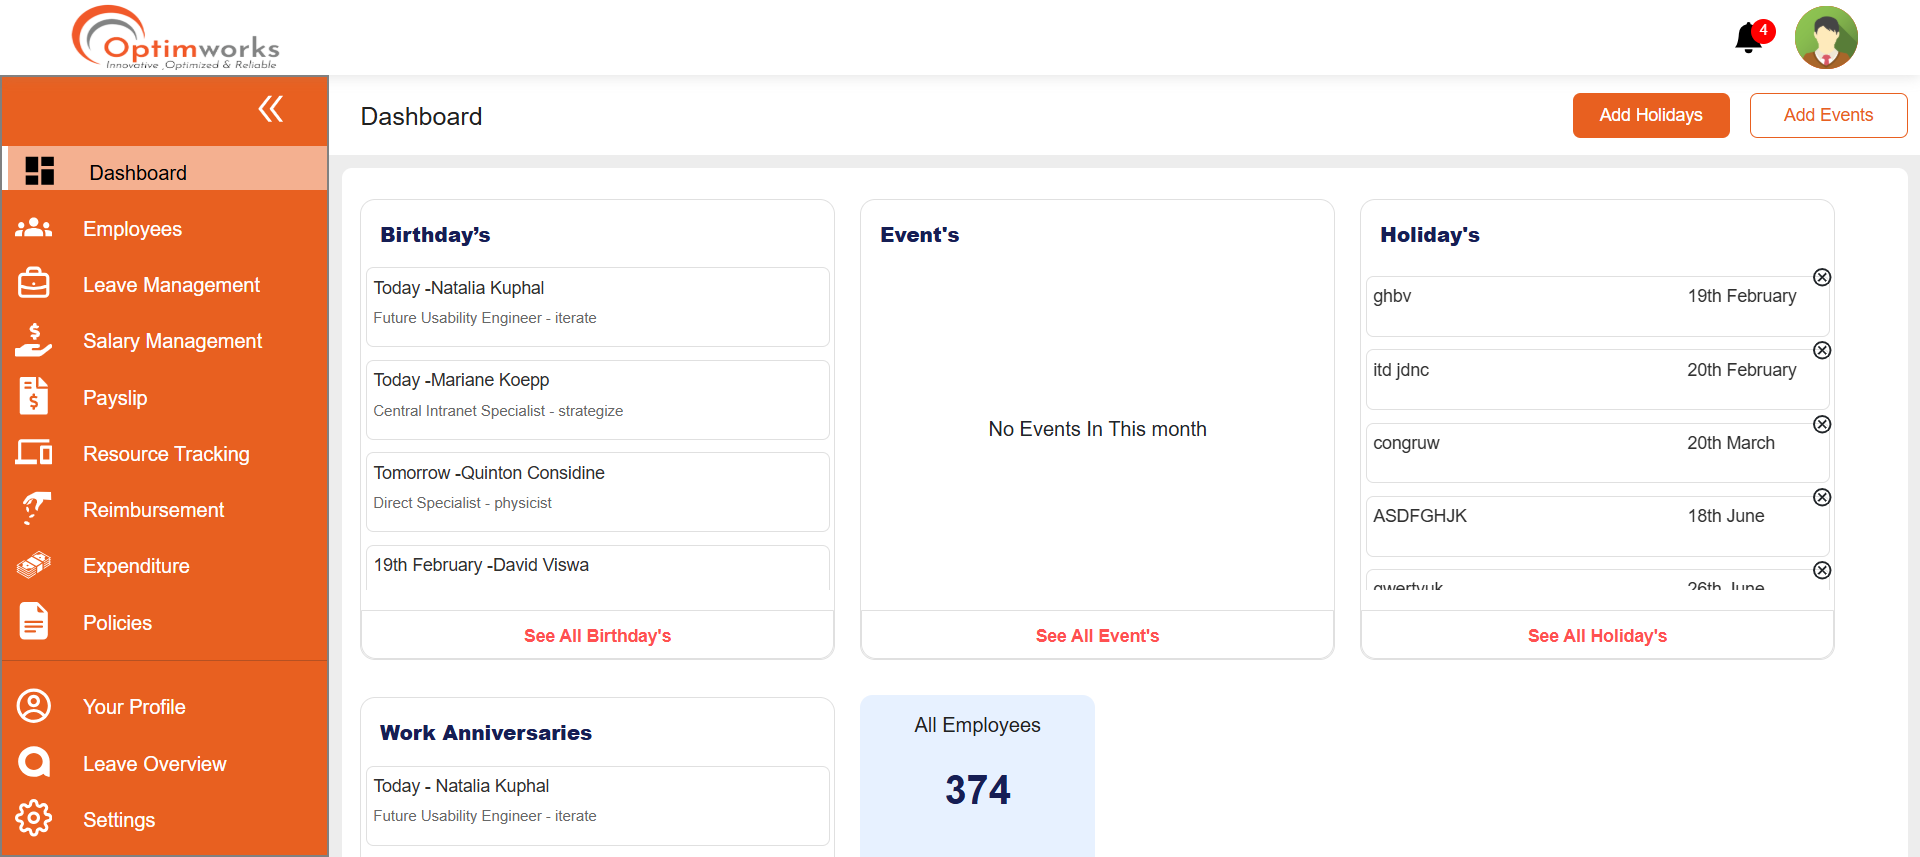 Optimworks
Innovative ,Optimized & Reliable
4
Dashboard
Employees
Leave Management
Salary Management
Payslip
Resource Tracking
Reimbursement
Expenditure
Policies
Your Profile
Leave Overview
Settings
Dashboard
Add Holidays
Add Events
Birthday’s
Today -Natalia Kuphal
Future Usability Engineer - iterate
Today -Mariane Koepp
Central Intranet Specialist - strategize
Tomorrow -Quinton Considine
Direct Specialist - physicist
19th February -David Viswa
See All Birthday's
Event's
No Events In This month
See All Event's
Holiday's
ghbv 19th February
itd jdnc 20th February
congruw 20th March
ASDFGHJK 18th June
qwertyuk 26th June
See All Holiday's
Work Anniversaries
Today - Natalia Kuphal
Future Usability Engineer - iterate
All Employees
374